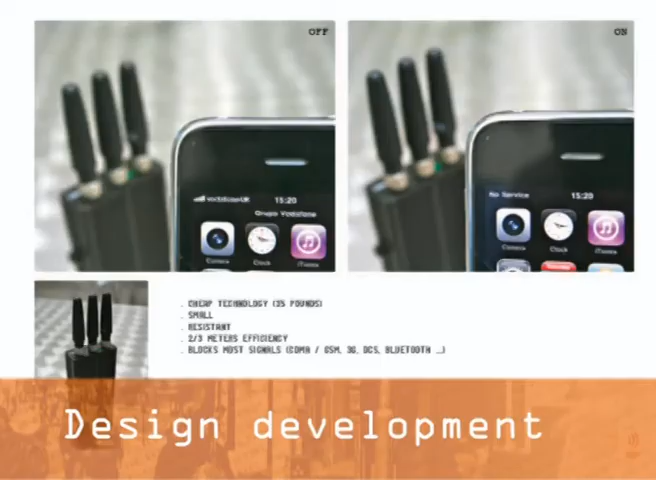 OFF
ON
vodafone UK
15:20
Grupo Vodafone
Camera
Clock
iTunes
No Service
15:20
Camera
Clock
iTunes
. CHEAP TECHNOLOGY (35 POUNDS)
. SMALL
. RESISTANT
. 2/3 METERS EFFICIENCY
. BLOCKS MOST SIGNALS (CDMA / GSM, 3G, DCS, BLUETOOTH ...)
Design development